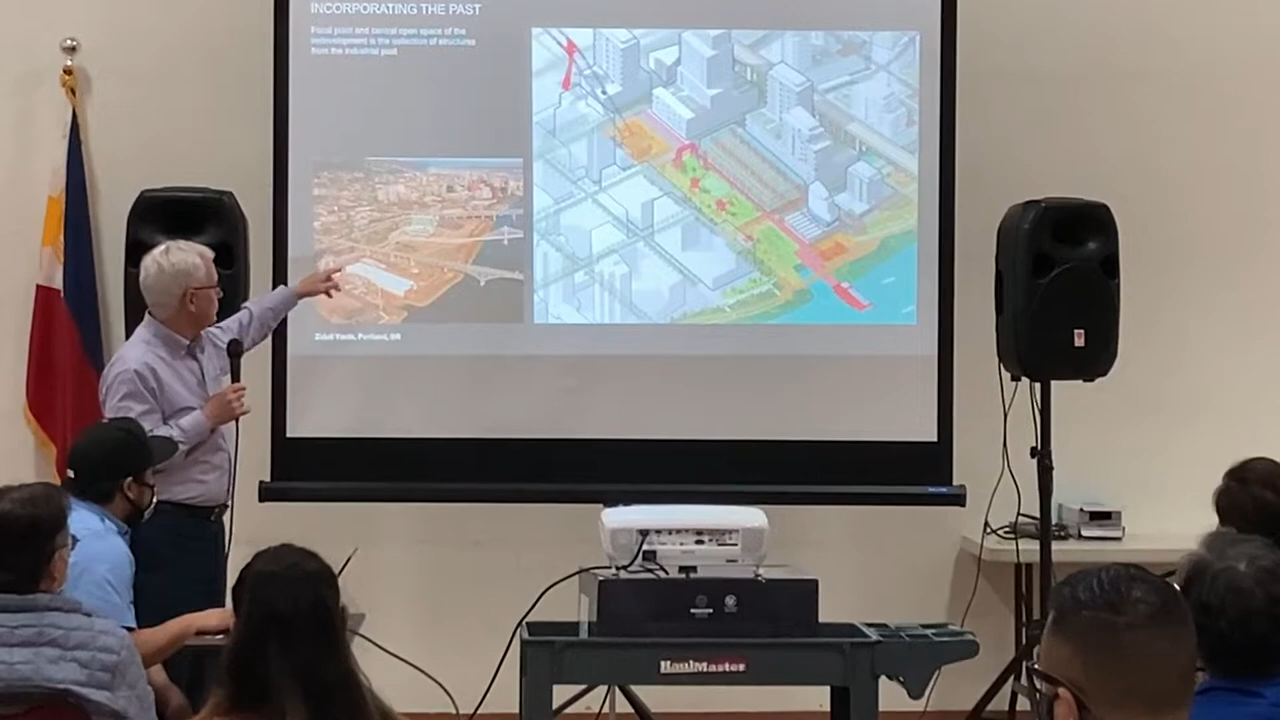 INCORPORATING THE PAST
Focal point and central open space of the
redevelopment is the collection of structures
from the industrial past
Zidell Yards, Portland, OR
HaulMaster